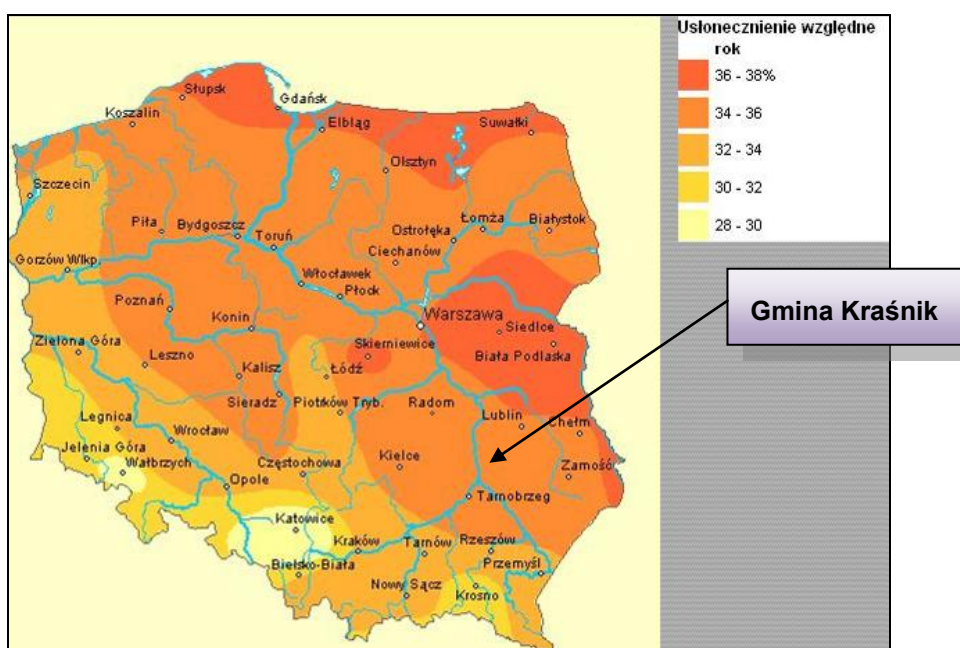 Usłonecznienie względne
rok
36 - 38%
34 - 36
32 - 34
30 - 32
28 - 30
Gmina Kraśnik
Słupsk
Gdańsk
Koszalin
Elbląg
Suwałki
Olsztyn
Szczecin
Piła
Bydgoszcz
Toruń
Ostrołęka
Łomża
Białystok
Ciechanów
Gorzów Wlkp.
Włocławek
Płock
Poznań
Konin
Warszawa
Siedlce
Zielona Góra
Leszno
Skierniewice
Biała Podlaska
Kalisz
Łódź
Sieradz
Piotrków Tryb.
Radom
Lublin
Chełm
Legnica
Wrocław
Jelenia Góra
Wałbrzych
Częstochowa
Kielce
Zamość
Opole
Tarnobrzeg
Katowice
Kraków
Tarnów
Rzeszów
Bielsko-Biała
Przemyśl
Nowy Sącz
Krosno